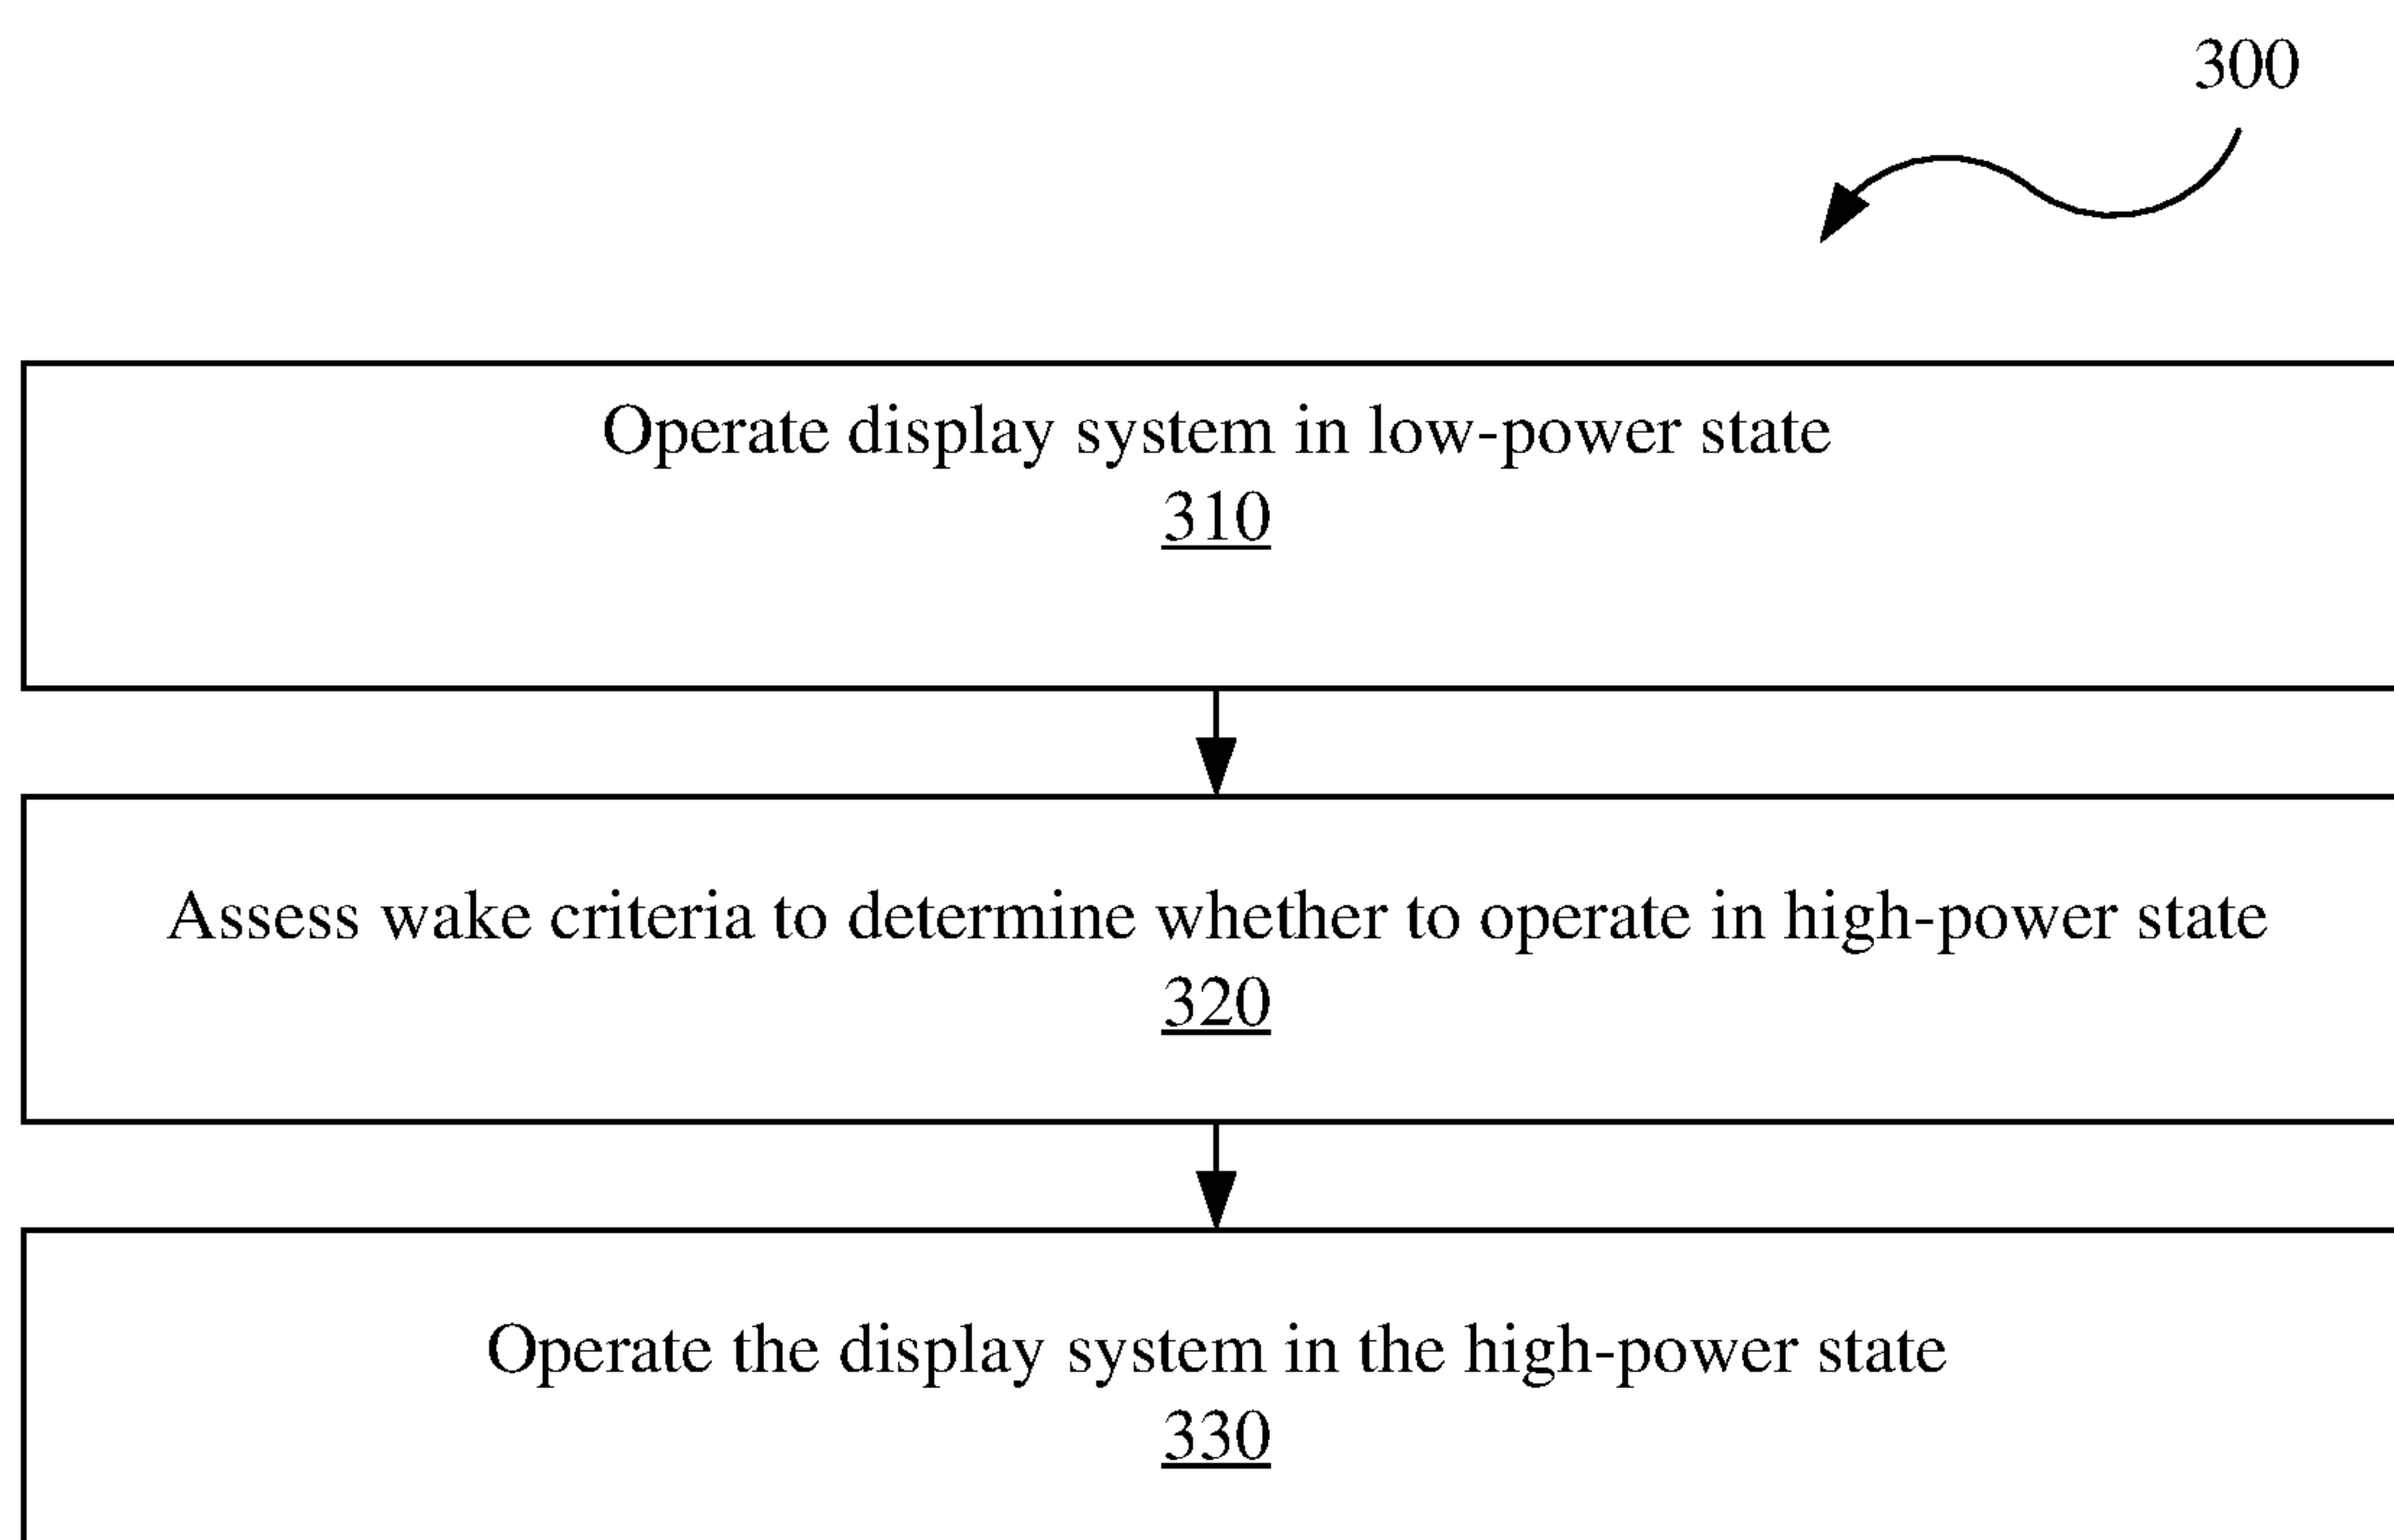 300
Operate display system in low-power state
310
Assess wake criteria to determine whether to operate in high-power state
320
Operate the display system in the high-power state
330